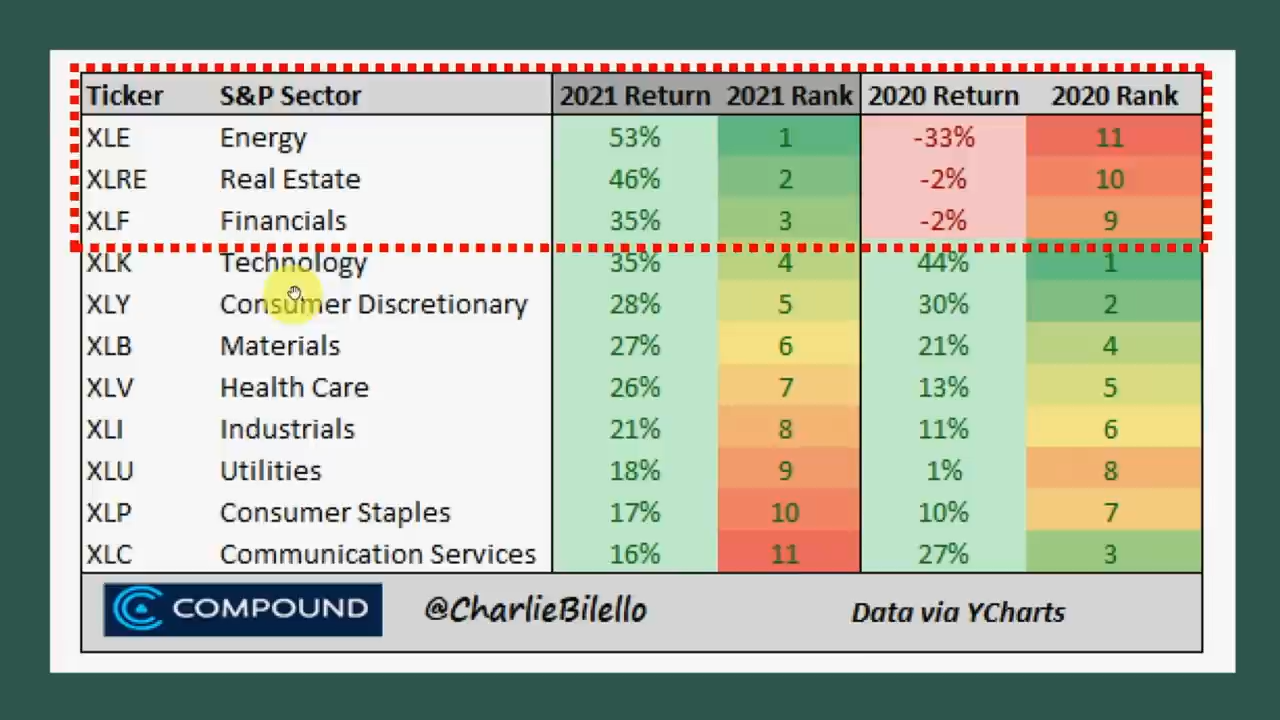 Ticker S&P Sector 2021 Return 2021 Rank 2020 Return 2020 Rank
XLE Energy 53% 1 -33% 11
XLRE Real Estate 46% 2 -2% 10
XLF Financials 35% 3 -2% 9
XLK Technology 35% 4 44% 1
XLY Consumer Discretionary 28% 5 30% 2
XLB Materials 27% 6 21% 4
XLV Health Care 26% 7 13% 5
XLI Industrials 21% 8 11% 6
XLU Utilities 18% 9 1% 8
XLP Consumer Staples 17% 10 10% 7
XLC Communication Services 16% 11 27% 3
COMPOUND @CharlieBilello Data via YCharts